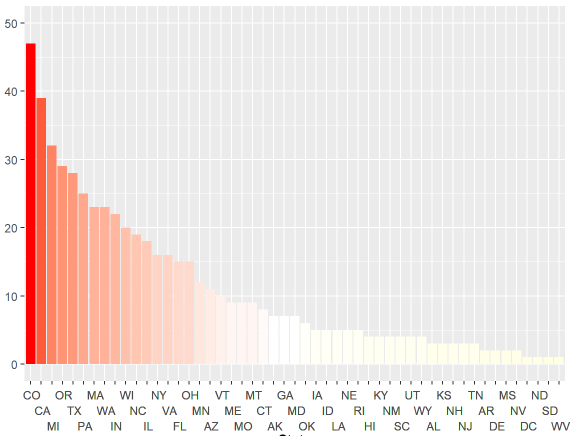 50
40
30
20
10
0
CO OR MA WI NY OH VT MT GA IA NE KY UT KS TN MS ND
CA TX WA NC VA MN ME CT MD ID RI NM WY NH AR NV SD
MI PA IN IL FL AZ MO AK OK LA HI SC AL NJ DE DC WV